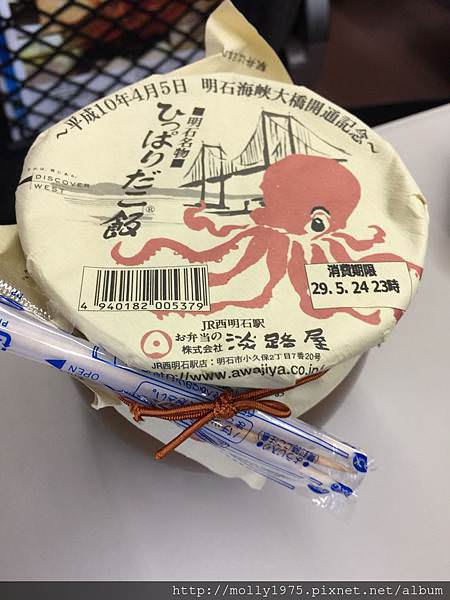 ~平成10年4月5日 明石海峡大橋開通記念~
■明石名物■
ひっぱりだこ飯®
DISCOVER
WEST
消費期限
29. 5. 24 23時
4 940182 005379
JR西明石駅
お弁当の
株式会社 淡路屋
JR西明石駅店：明石市小久保2丁目7番20号
http://www.awajiya.co.j
OPEN
http://molly1975.pixnet.net/album